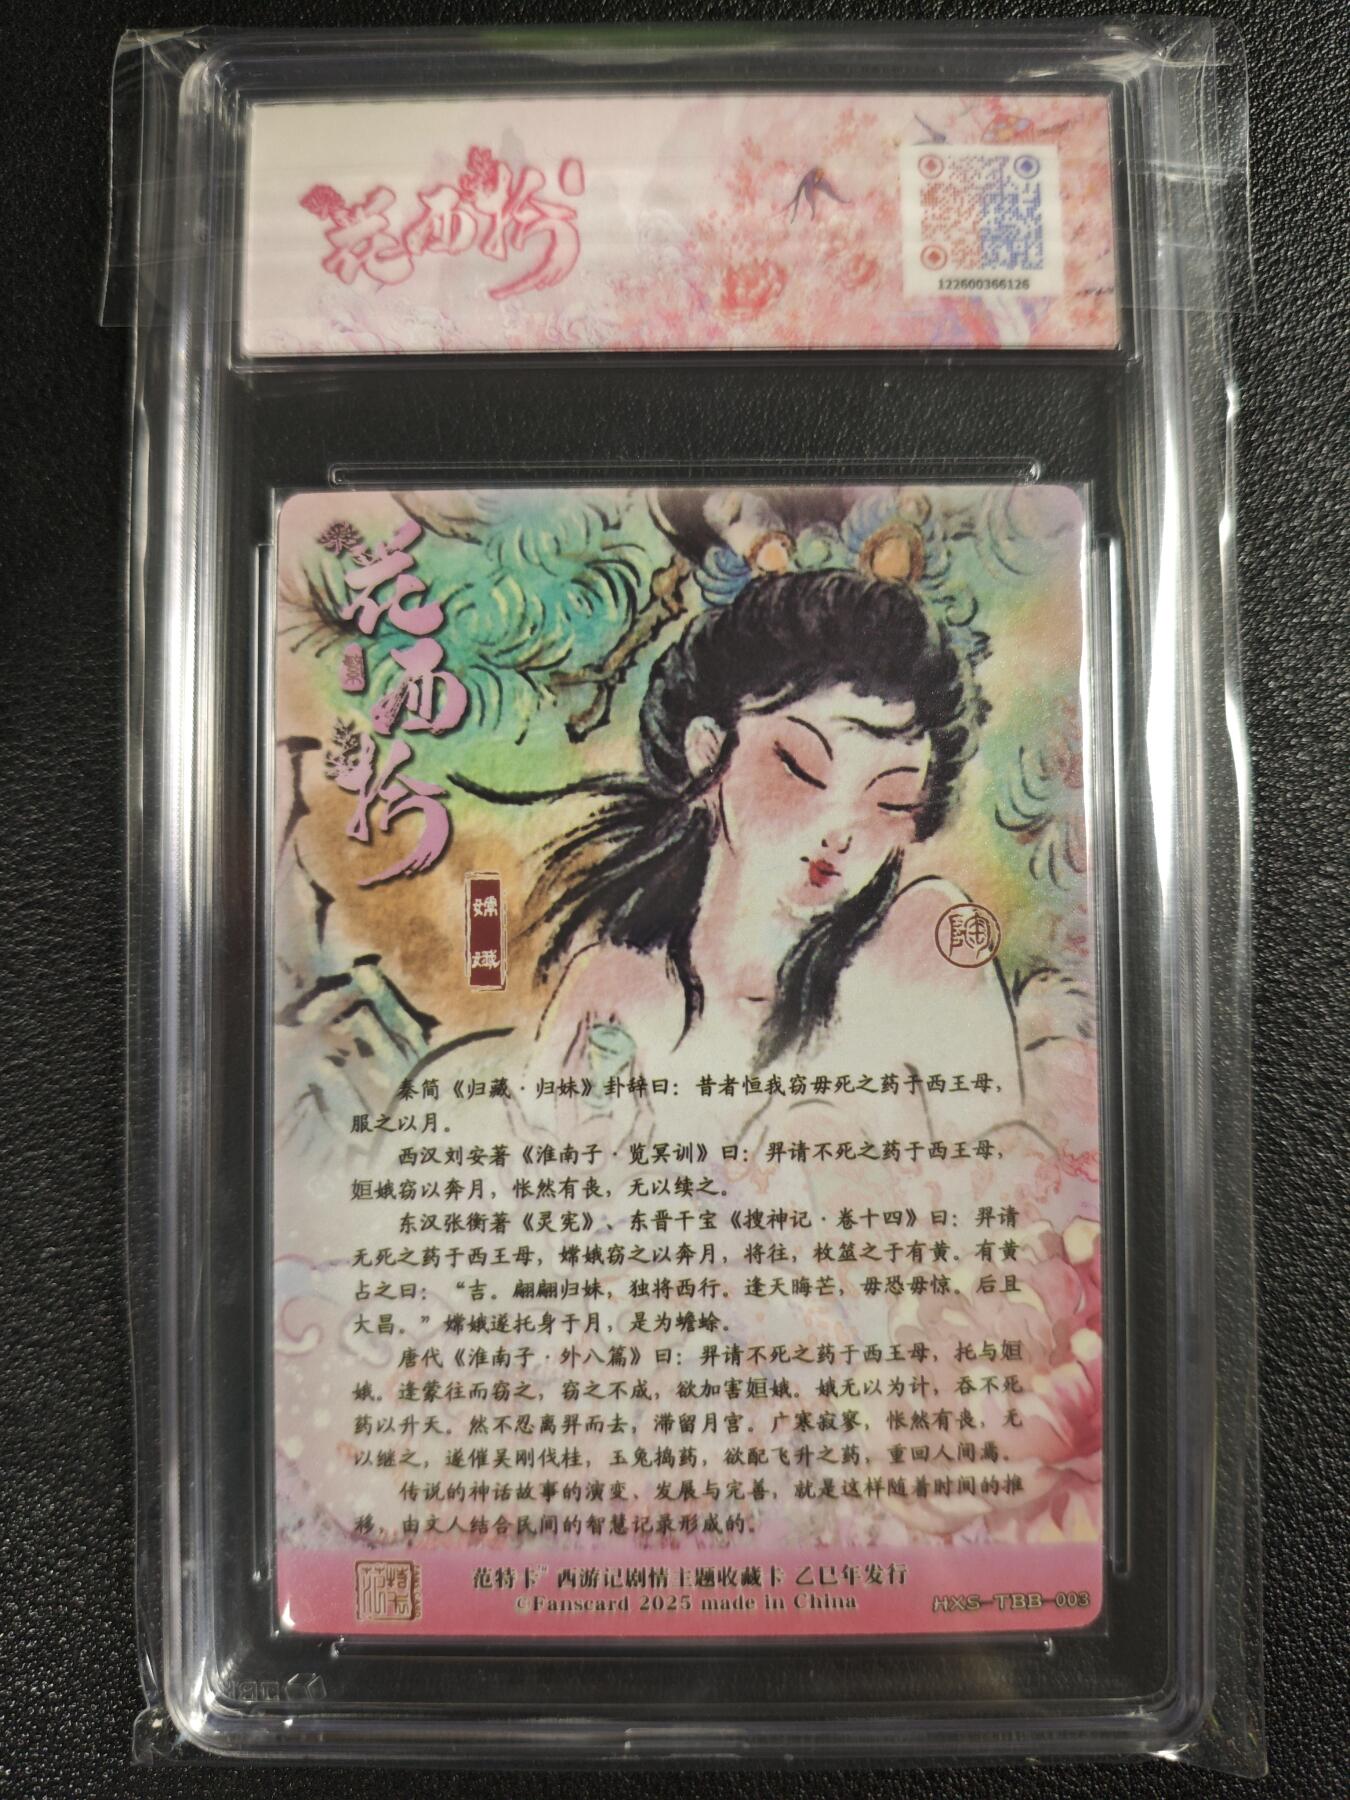 花西拾
122600366126
花西拾
嫦娥
陶
秦简《归藏·归妹》卦辞曰：昔者恒我窃毋死之药于西王母，
服之以月。
西汉刘安著《淮南子·览冥训》曰：羿请不死之药于西王母，
姮娥窃以奔月，怅然有丧，无以续之。
东汉张衡著《灵宪》、东晋干宝《搜神记·卷十四》曰：羿请
无死之药于西王母，嫦娥窃之以奔月，将往，枚筮之于有黄。有黄
占之曰：“吉。翩翩归妹，独将西行。逢天晦芒，毋恐毋惊。后且
大昌。”嫦娥遂托身于月，是为蟾蜍。
唐代《淮南子·外八篇》曰：羿请不死之药于西王母，托与姮
娥。逢蒙往而窃之，窃之不成，欲加害姮娥。娥无以为计，吞不死
药以升天。然不忍离羿而去，滞留月宫。广寒寂寥，怅然有丧，无
以继之，遂催吴刚伐桂，玉兔捣药，欲配飞升之药，重回人间焉。
传说的神话故事的演变、发展与完善，就是这样随着时间的推
移，由文人结合民间的智慧记录形成的。
范特卡™ 西游记剧情主题收藏卡 乙巳年发行
©Fanscard 2025 made in China
HXS-TBB-003